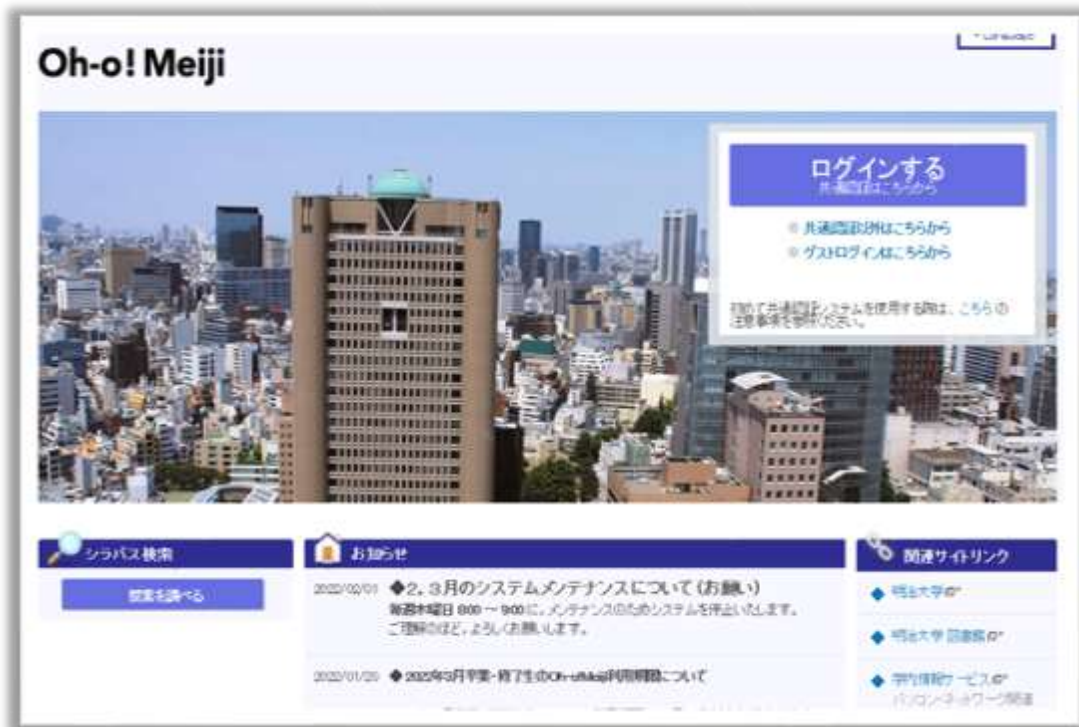 Oh-o! Meiji
ログインする
共通認証はこちらから
共通認証以外はこちらから
ゲストログインはこちらから
初めて共通認証システムを使用する際は、こちらの
注意事項を参照ください。
シラバス検索
授業を調べる
お知らせ
2022/02/01 ◆2，3月のシステムメンテナンスについて(お願い)
毎週木曜日 8:00 ～ 9:00 に、メンテナンスのためシステムを停止いたします。
ご理解のほど、よろしくお願いします。
2022/01/20 ◆2022年3月卒業・修了生のOh-o!Meiji利用期間について
関連サイトリンク
◆ 明治大学
◆ 明治大学 図書館
◆ 学内情報サービス
パソコン・ネットワーク関連